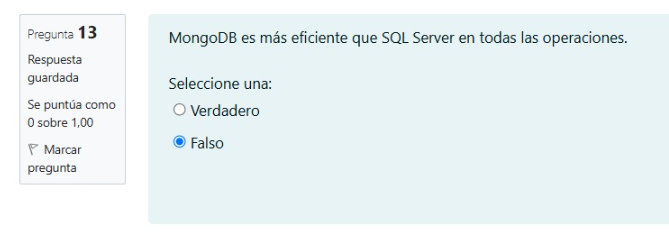 Pregunta 13
Respuesta
guardada
Se puntúa como
0 sobre 1,00
Marcar
pregunta
MongoDB es más eficiente que SQL Server en todas las operaciones.
Seleccione una:
Verdadero
Falso